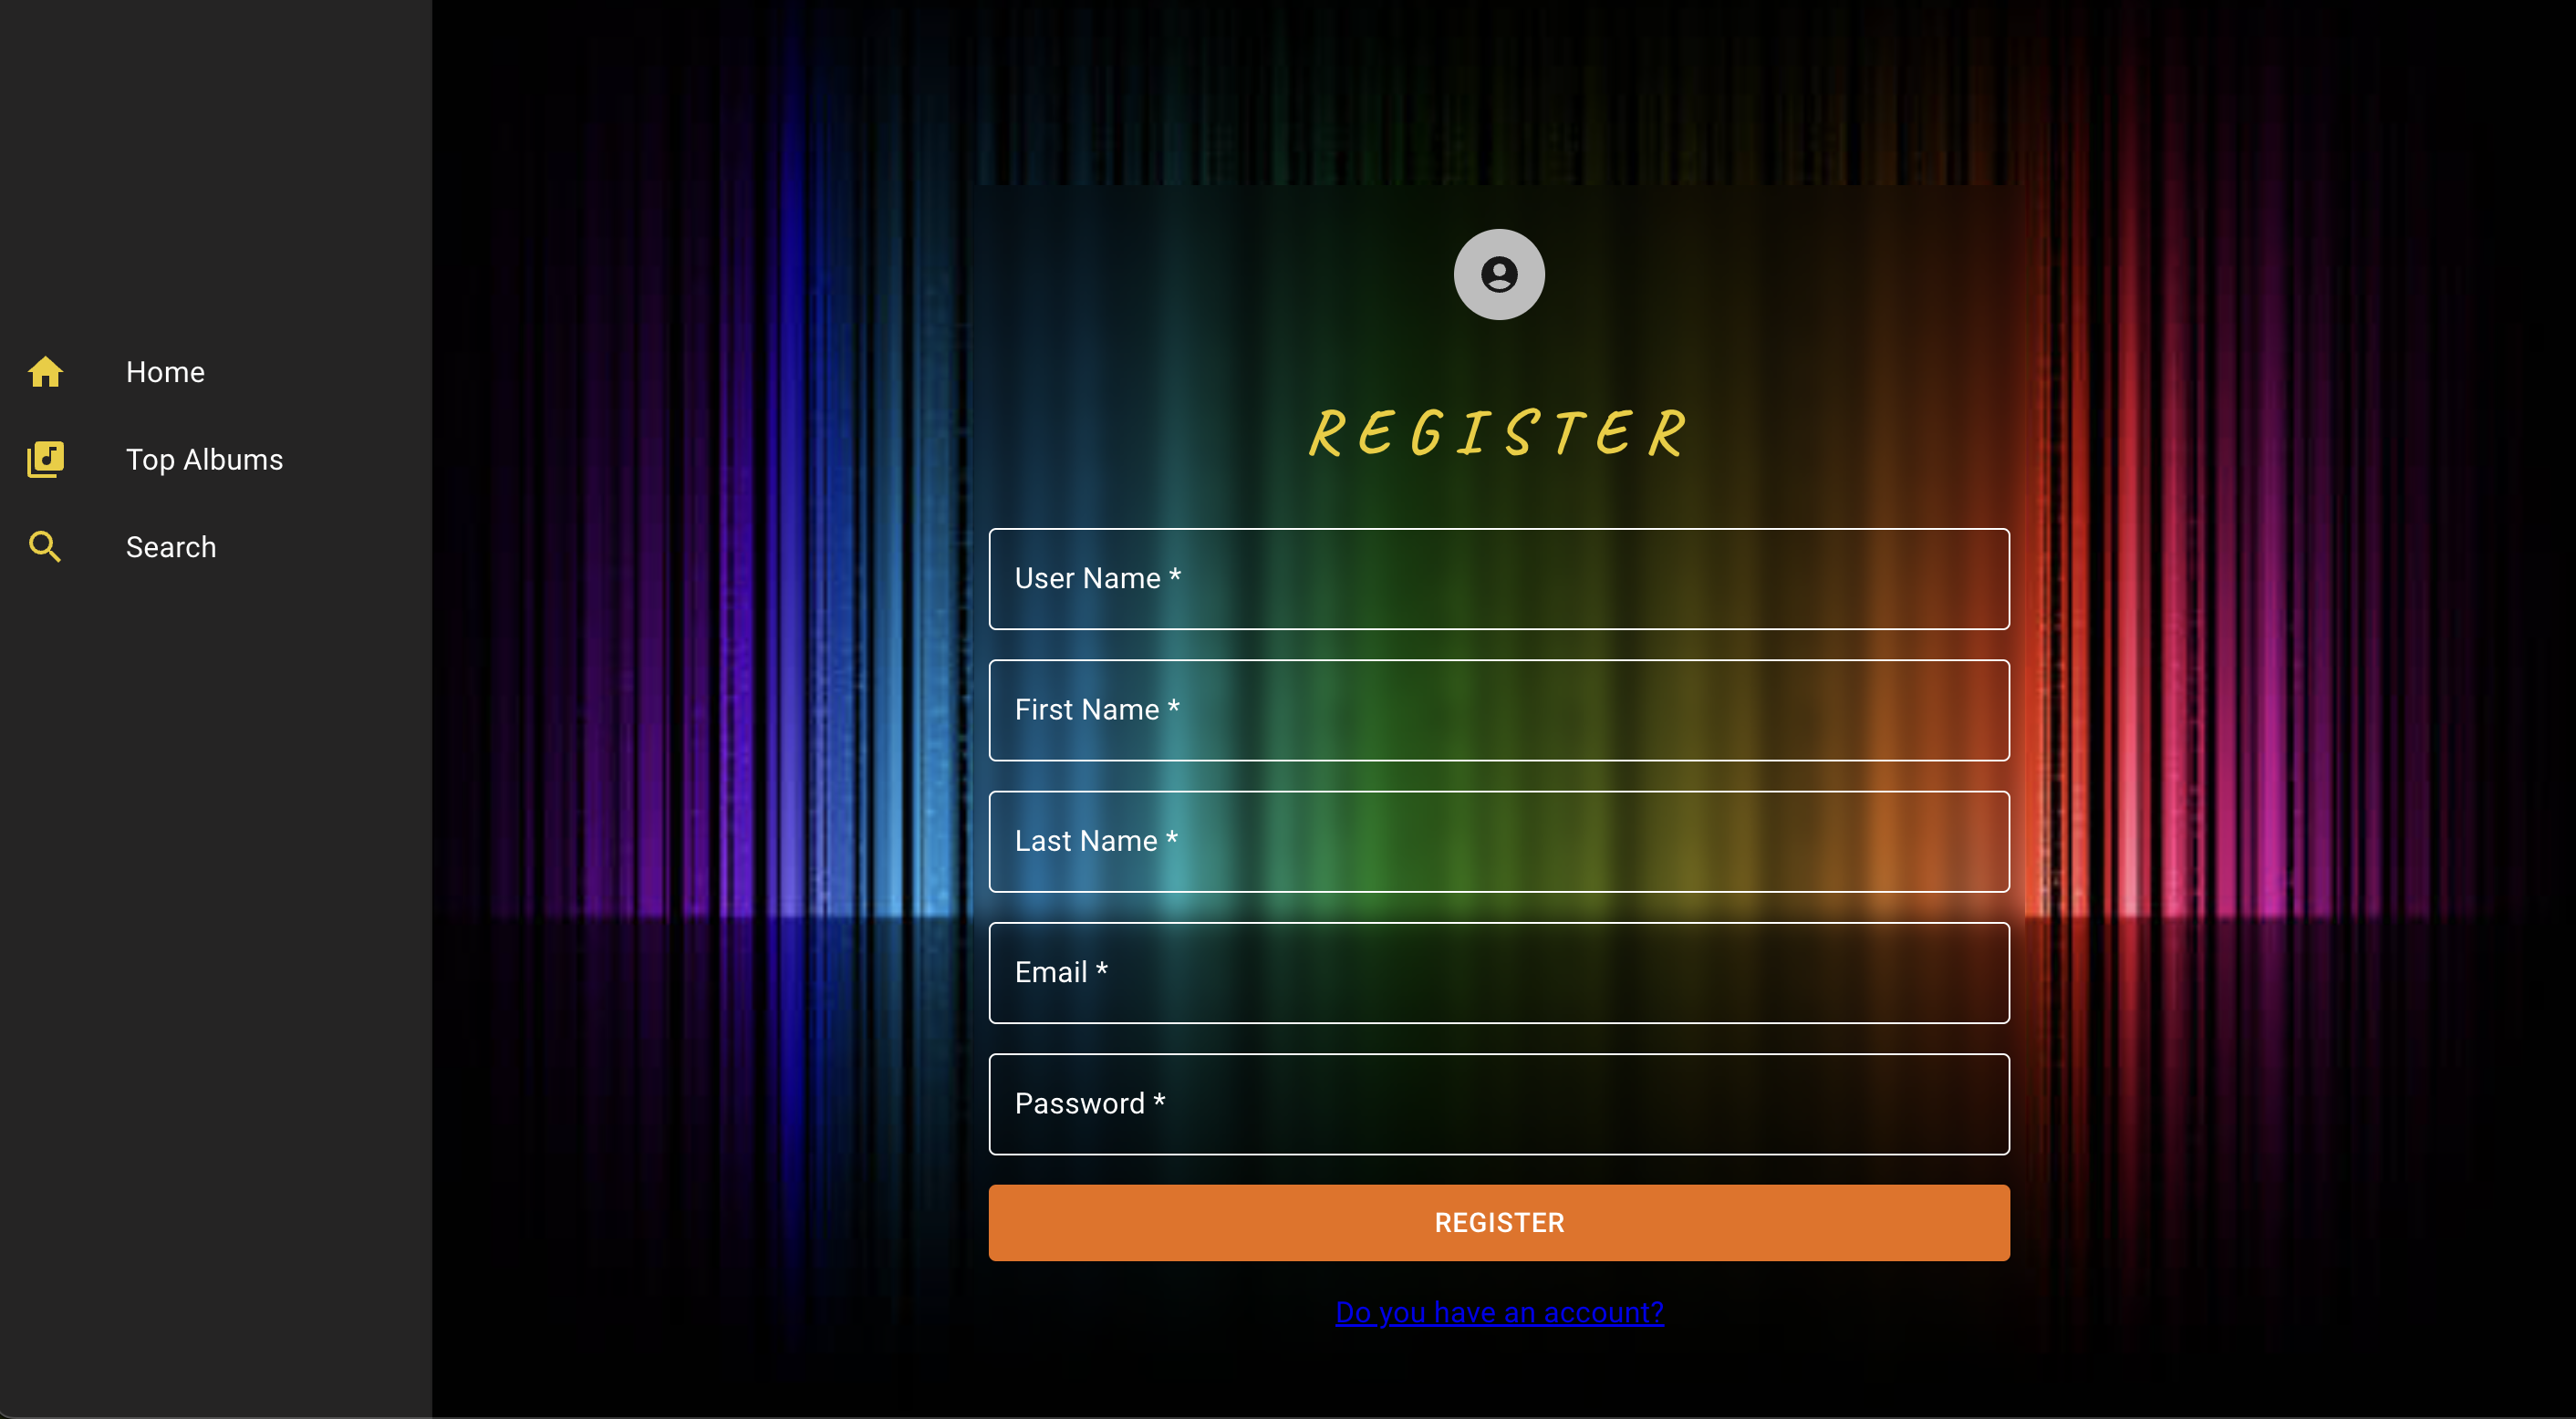 Home
Top Albums
Search
REGISTER
User Name *
First Name *
Last Name *
Email *
Password *
REGISTER
Do you have an account?